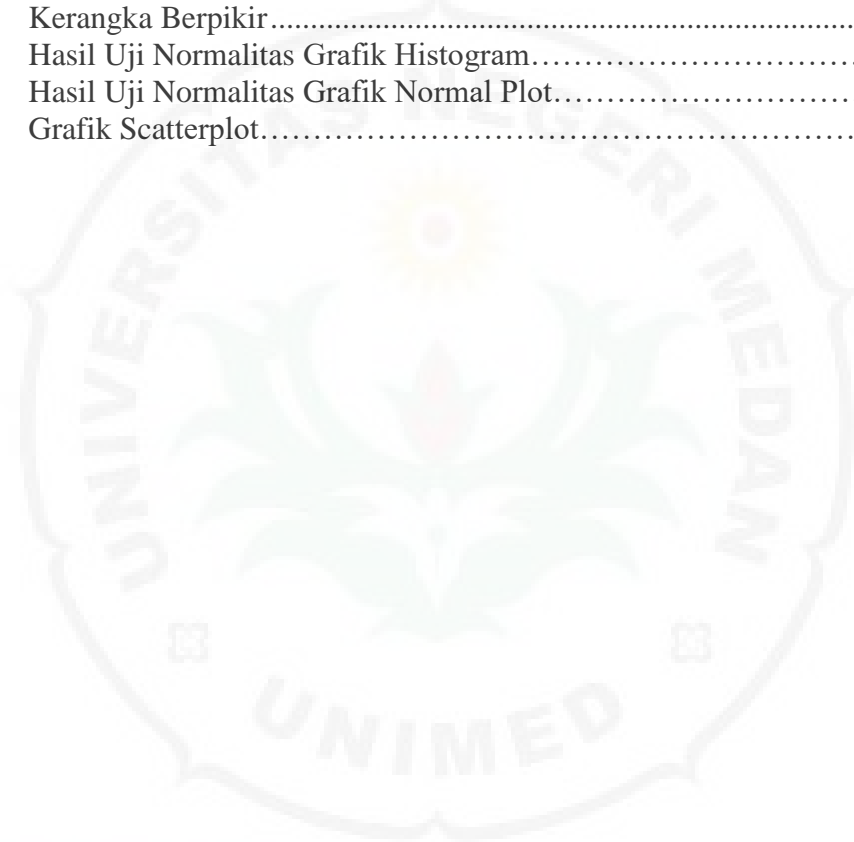 Kerangka Berpikir......................................................................................
Hasil Uji Normalitas Grafik Histogram…………………………….
Hasil Uji Normalitas Grafik Normal Plot…………………………
Grafik Scatterplot………………………………………………….
UNIVERSITAS NEGERI MEDAN
UNIMED